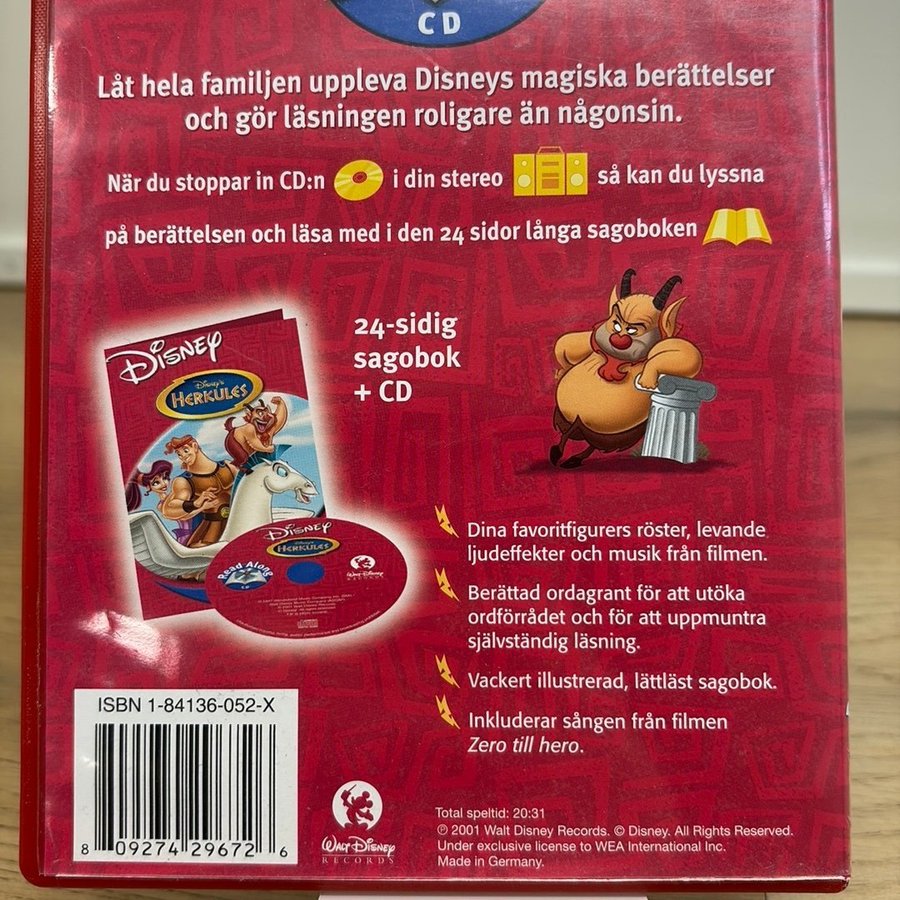 CD
Låt hela familjen uppleva Disneys magiska berättelser
och gör läsningen roligare än någonsin.
När du stoppar in CD:n i din stereo så kan du lyssna
på berättelsen och läsa med i den 24 sidor långa sagoboken
24-sidig
sagobok
+ CD
Disney
Disney's
HERKULES
Disney
HERKULES
Read Along
CD
Walt Disney
RECORDS
Dina favoritfigurers röster, levande
ljudeffekter och musik från filmen.
Berättad ordagrant för att utöka
ordförrådet och för att uppmuntra
självständig läsning.
Vackert illustrerad, lättläst sagobok.
Inkluderar sången från filmen
Zero till hero.
ISBN 1-84136-052-X
8 09274 29672 6
Walt Disney
RECORDS
Total speltid: 20:31
℗ 2001 Walt Disney Records. © Disney. All Rights Reserved.
Under exclusive license to WEA International Inc.
Made in Germany.